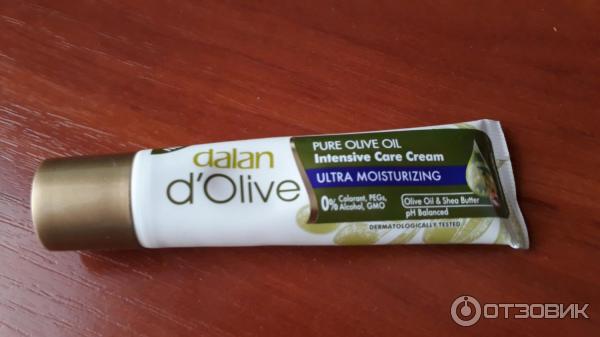 dalan
d'Olive
PURE OLIVE OIL
Intensive Care Cream
ULTRA MOISTURIZING
0% Colorant, PEGs,
Alcohol, GMO
Olive Oil & Shea Butter
pH Balanced
DERMATOLOGICALLY TESTED
ОТЗОВИК